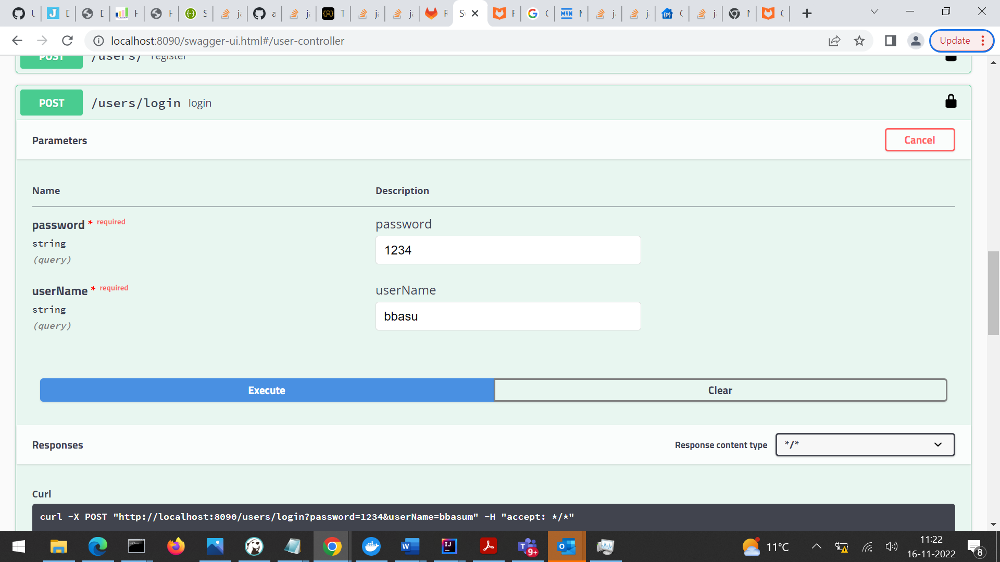 localhost:8090/swagger-ui.html#/user-controller
Update
POST /users/ register
POST /users/login login
Parameters
Cancel
Name Description
password * required
password
string
1234
(query)
userName * required
userName
string
bbasu
(query)
Execute Clear
Responses
Response content type */*
Curl
curl -X POST "http://localhost:8090/users/login?password=1234&userName=bbasum" -H "accept: */*"
11°C
11:22
16-11-2022
8
9+